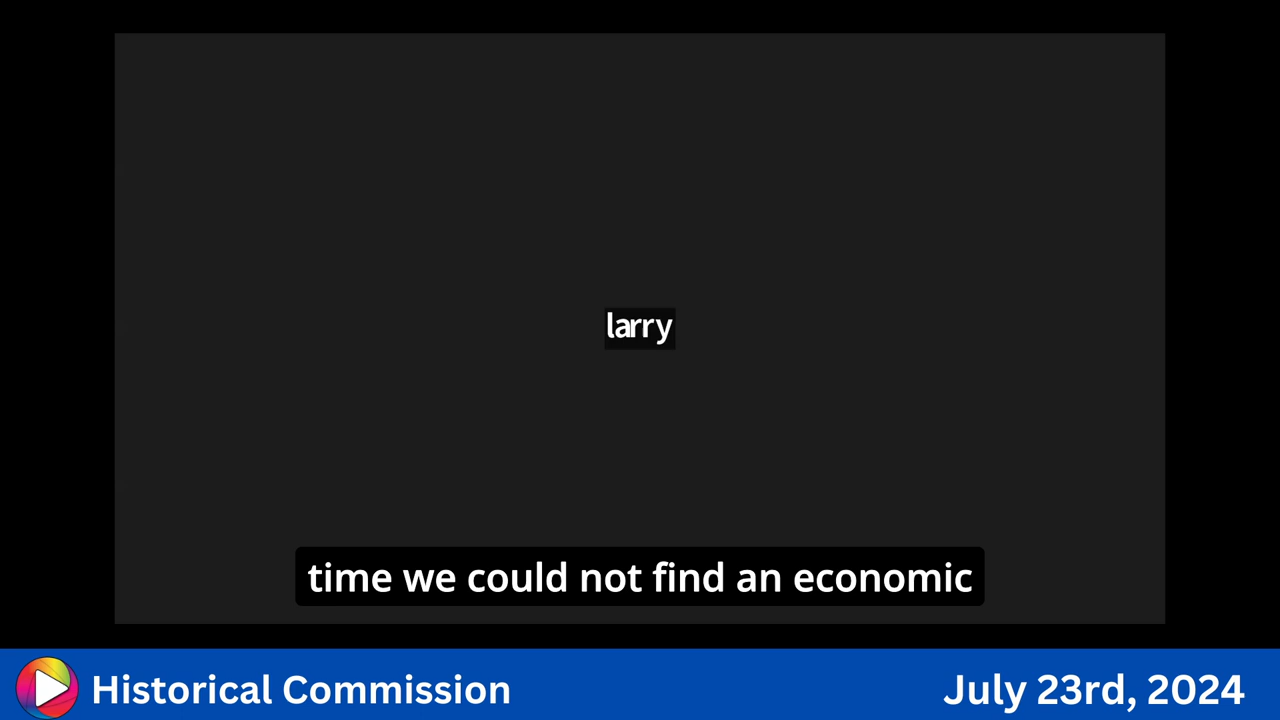 larry
time we could not find an economic
Historical Commission
July 23rd, 2024